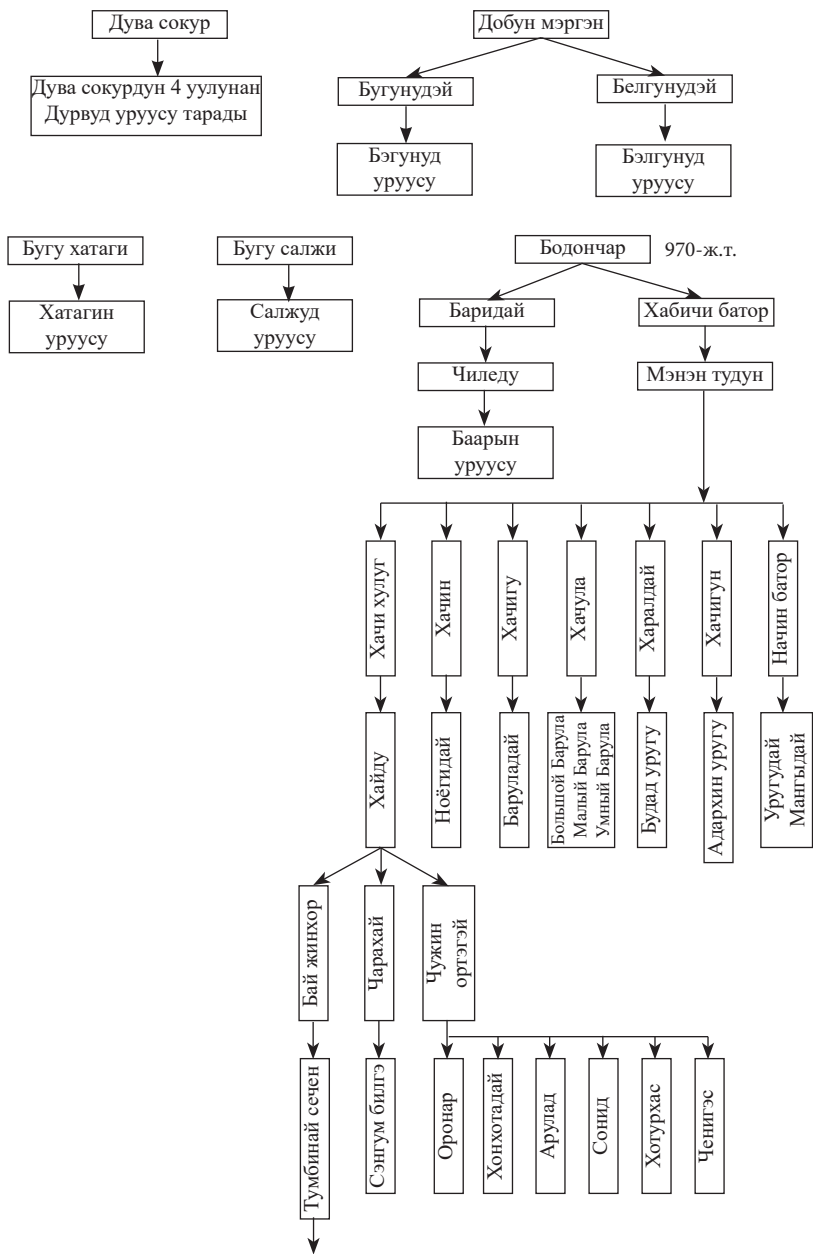 Дува сокур
Дува сокурдун 4 уулунан
Дурвуд уруусу тарады
Добун мэргэн
Бугунудэй
Белгунудэй
Бэгунуд
уруусу
Бэлгунуд
уруусу
Бугу хатаги
Хатагин
уруусу
Бугу салжи
Салжуд
уруусу
Бодончар
970-ж.т.
Баридай
Хабичи батор
Чиледу
Мэнэн тудун
Баарын
уруусу
Хачи хулуг
Хачин
Хачигу
Хачула
Харалдай
Хачигун
Начин батор
Хайду
Ноёгидай
Баруладай
Большой Барула
Малый Барула
Умный Барула
Будад уругу
Адархин уругу
Уругудай
Мангыдай
Бай жинхор
Чарахай
Чужин
ортэгэй
Тумбинай сечен
Сэнгум билгэ
Оронар
Хонхотадай
Арулад
Сонид
Хотурхас
Ченигэс